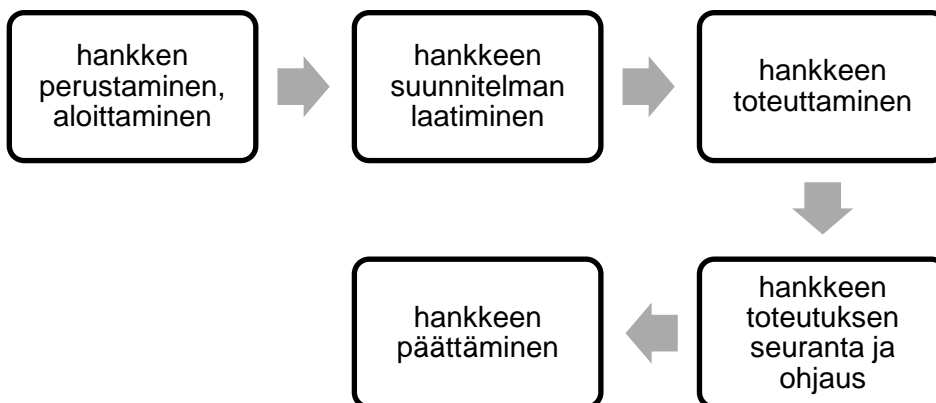 hankken
perustaminen,
aloittaminen
hankkeen
suunnitelman
laatiminen
hankkeen
toteuttaminen
hankkeen
toteutuksen
seuranta ja
ohjaus
hankkeen
päättäminen